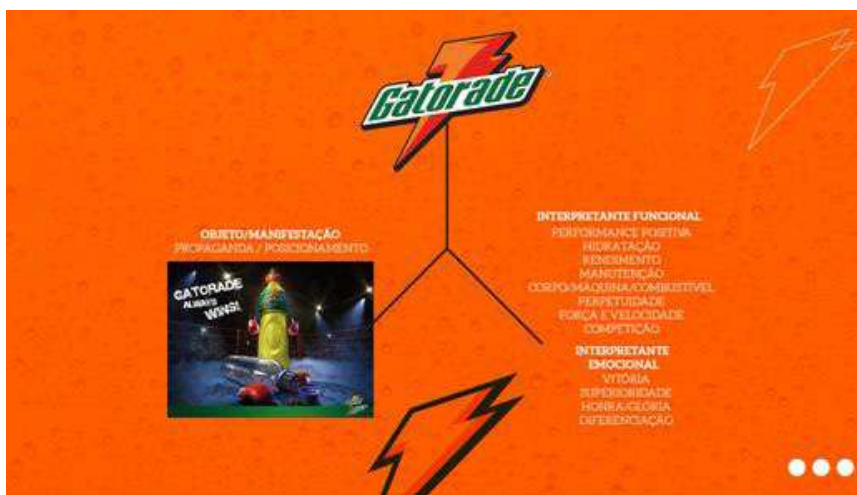 Gatorade
OBJETO/MANIFESTAÇÃO
PROPAGANDA / POSICIONAMENTO
GATORADE
ALWAYS
WINS!
INTERPRETANTE FUNCIONAL
PERFORMANCE POSITIVA
HIDRATAÇÃO
RENDIMENTO
MANUTENÇÃO
CORPO/MÁQUINA/COMBUSTÍVEL
PERPETUIDADE
FORÇA E VELOCIDADE
COMPETIÇÃO
INTERPRETANTE
EMOCIONAL
VITÓRIA
SUPERIORIDADE
HONRA/GLÓRIA
DIFERENCIAÇÃO